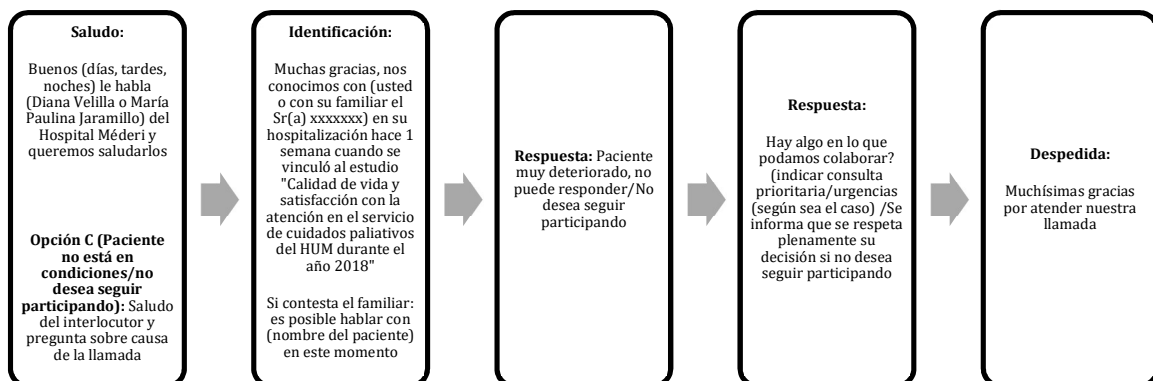 Saludo:
Buenos (días, tardes,
noches) le habla
(Diana Velilla o María
Paulina Jaramillo) del
Hospital Méderi y
queremos saludarlos
Opción C (Paciente
no está en
condiciones/no
desea seguir
participando): Saludo
del interlocutor y
pregunta sobre causa
de la llamada
Identificación:
Muchas gracias, nos
conocimos con (usted
o con su familiar el
Sr(a) xxxxxxx) en su
hospitalización hace 1
semana cuando se
vinculó al estudio
"Calidad de vida y
satisfacción con la
atención en el servicio
de cuidados paliativos
del HUM durante el
año 2018"
Si contesta el familiar:
es posible hablar con
(nombre del paciente)
en este momento
Respuesta: Paciente
muy deteriorado, no
puede responder/No
desea seguir
participando
Respuesta:
Hay algo en lo que
podamos colaborar?
(indicar consulta
prioritaria/urgencias
(según sea el caso) /Se
informa que se respeta
plenamente su
decisión si no desea
seguir participando
Despedida:
Muchísimas gracias
por atender nuestra
llamada